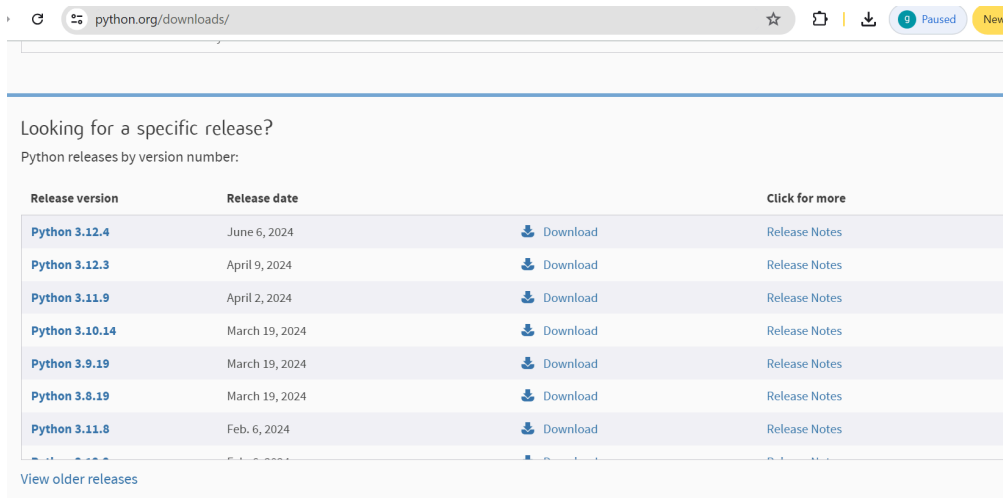 python.org/downloads/
9 Paused
New
Looking for a specific release?
Python releases by version number:
Release version Release date Click for more
Python 3.12.4 June 6, 2024 Download Release Notes
Python 3.12.3 April 9, 2024 Download Release Notes
Python 3.11.9 April 2, 2024 Download Release Notes
Python 3.10.14 March 19, 2024 Download Release Notes
Python 3.9.19 March 19, 2024 Download Release Notes
Python 3.8.19 March 19, 2024 Download Release Notes
Python 3.11.8 Feb. 6, 2024 Download Release Notes
View older releases